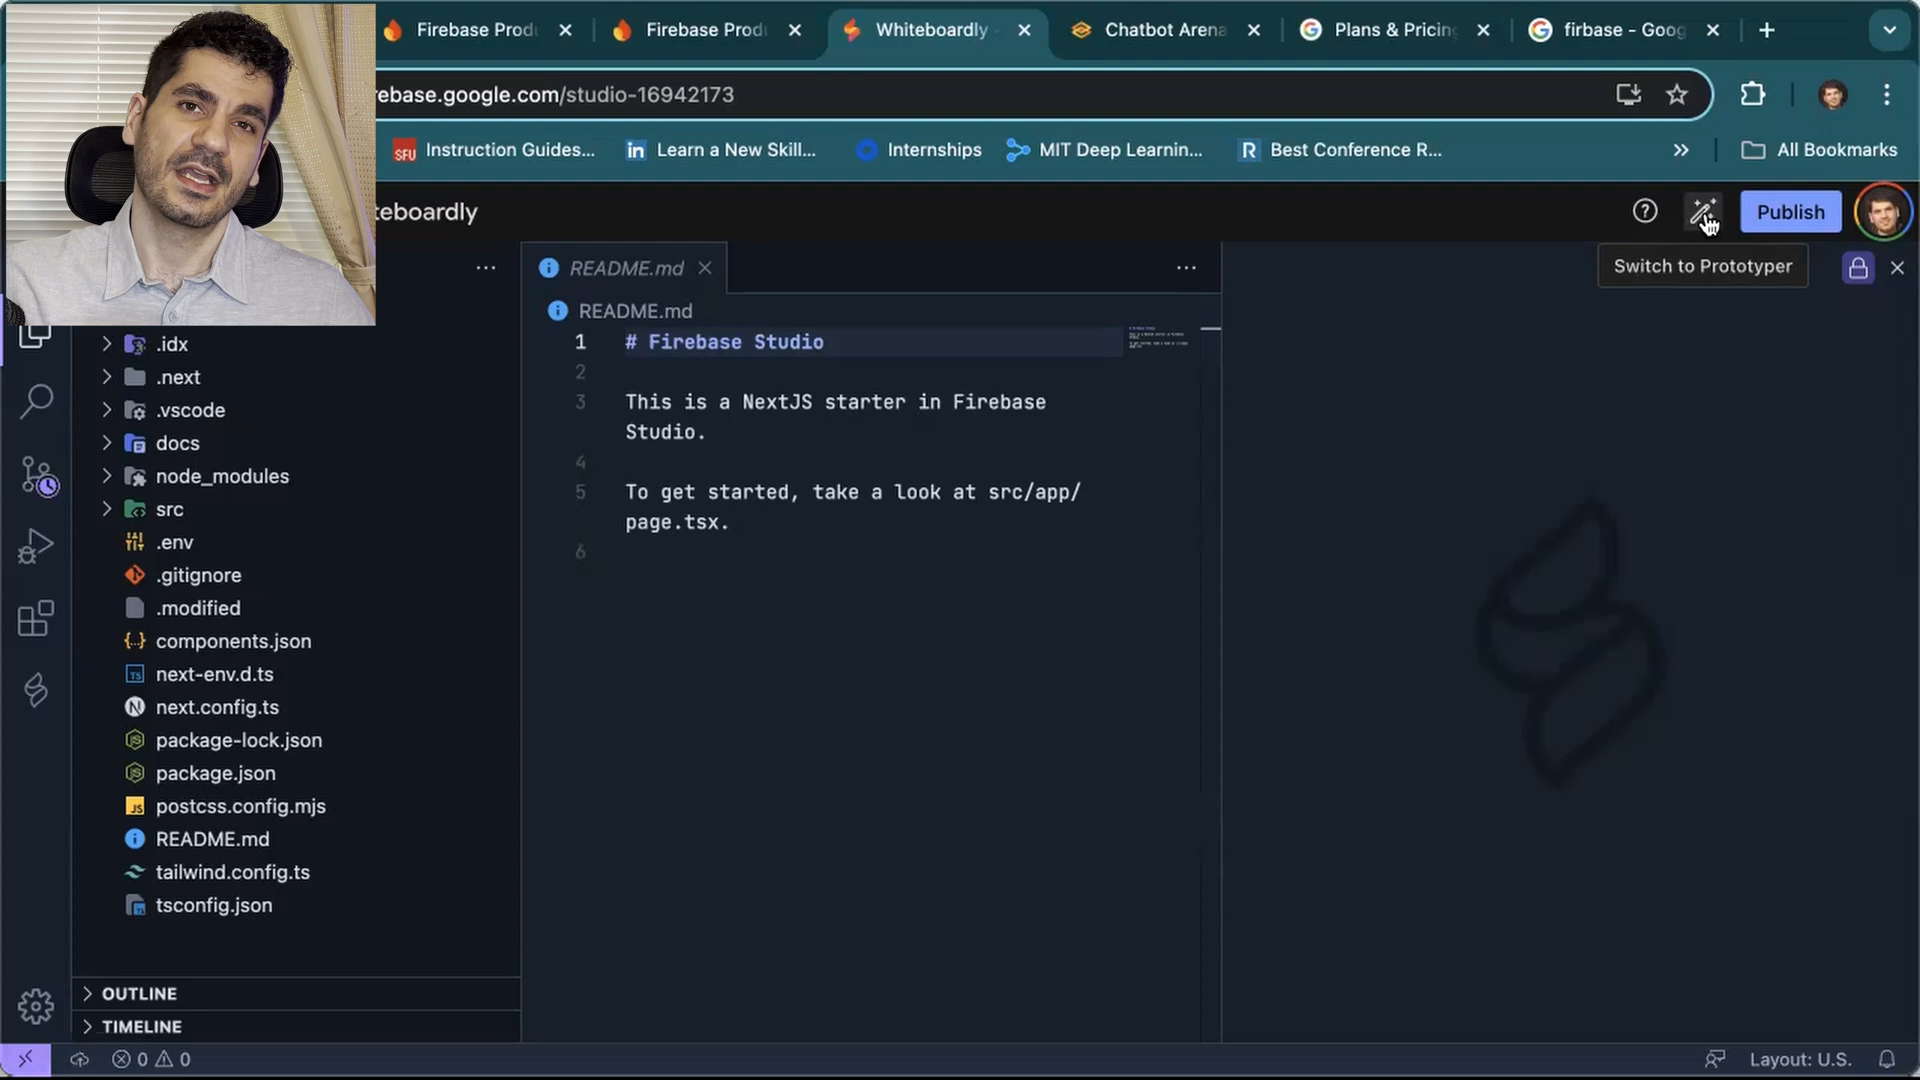 Firebase Prod
Firebase Prod
Whiteboardly -
Chatbot Arena
Plans & Pricing
firbase - Goog
rebase.google.com/studio-16942173
SFU
Instruction Guides...
in
Learn a New Skill...
Internships
MIT Deep Learnin...
R
Best Conference R...
All Bookmarks
teboardly
Publish
README.md
Switch to Prototyper
README.md
1 # Firebase Studio
2
3 This is a NextJS starter in Firebase
Studio.
4
5 To get started, take a look at src/app/
page.tsx.
6
.idx
.next
.vscode
docs
node_modules
src
.env
.gitignore
.modified
components.json
next-env.d.ts
next.config.ts
package-lock.json
package.json
postcss.config.mjs
README.md
tailwind.config.ts
tsconfig.json
OUTLINE
TIMELINE
0 0
Layout: U.S.